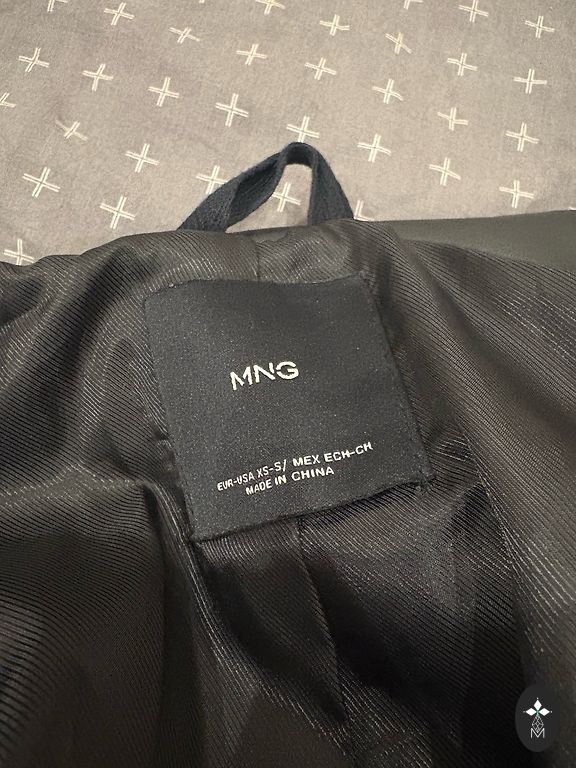 MNG
EUR-USA XS-S/ MEX ECH-CH
MADE IN CHINA
M